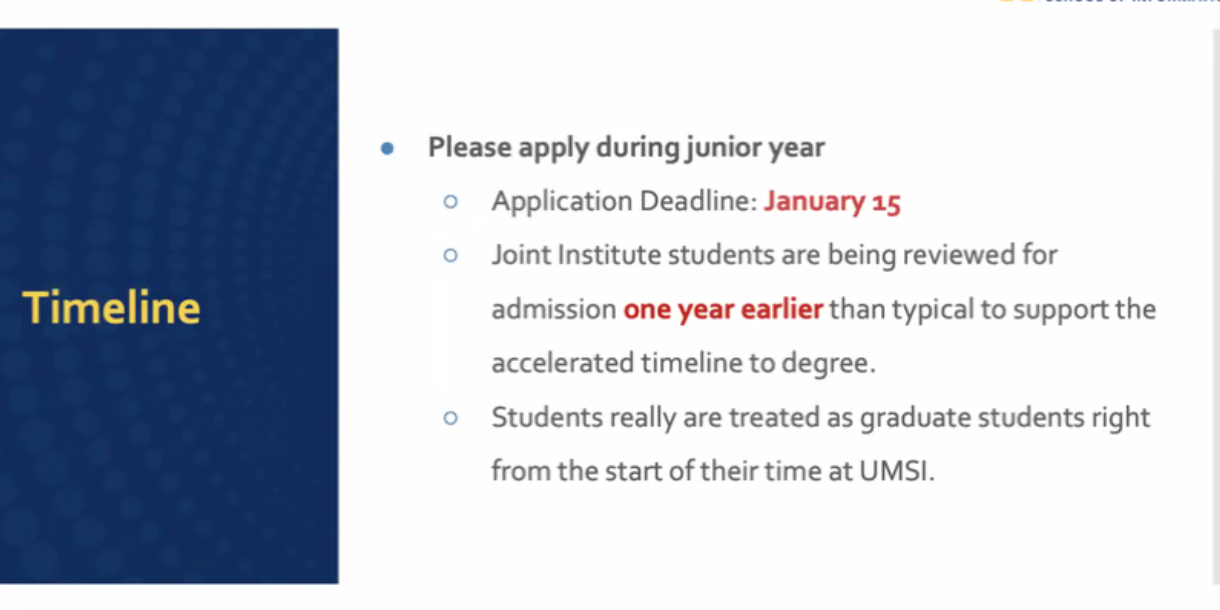 Timeline
Please apply during junior year
Application Deadline: January 15
Joint Institute students are being reviewed for
admission one year earlier than typical to support the
accelerated timeline to degree.
Students really are treated as graduate students right
from the start of their time at UMSI.